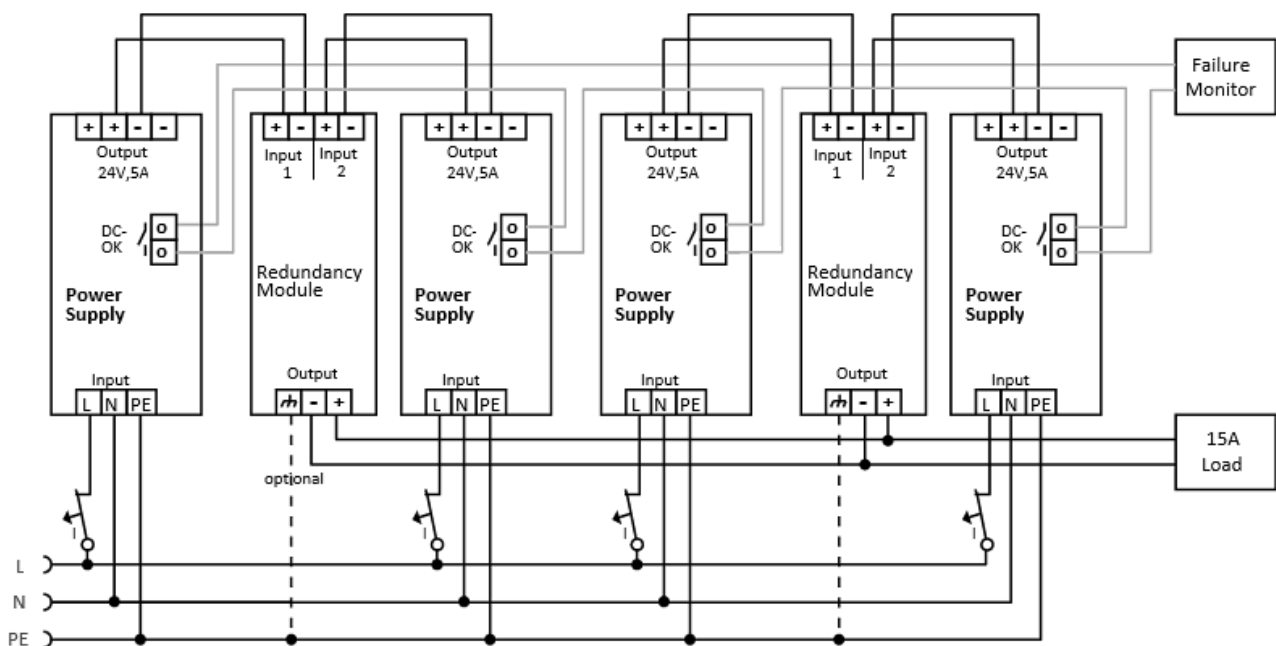 Failure
Monitor
+ + - -
Output
24V,5A
DC-
OK
O
O
Power
Supply
Input
L N PE
+ - + -
Input
1
Input
2
Redundancy
Module
Output
- +
optional
+ + - -
Output
24V,5A
DC-
OK
O
O
Power
Supply
Input
L N PE
+ + - -
Output
24V,5A
DC-
OK
O
O
Power
Supply
Input
L N PE
+ - + -
Input
1
Input
2
Redundancy
Module
Output
- +
+ + - -
Output
24V,5A
DC-
OK
O
O
Power
Supply
Input
L N PE
15A
Load
I
I
I
I
L
N
PE